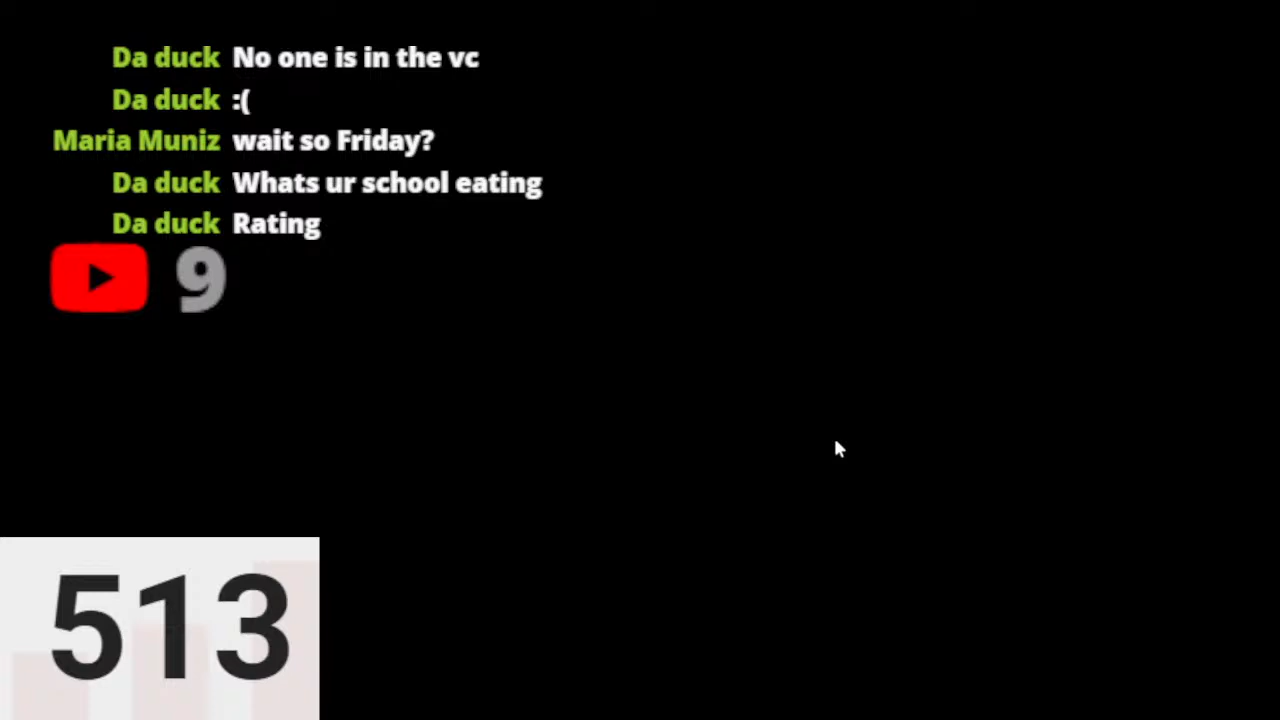 Da duck No one is in the vc
Da duck :(
Maria Muniz wait so Friday?
Da duck Whats ur school eating
Da duck Rating
9
513